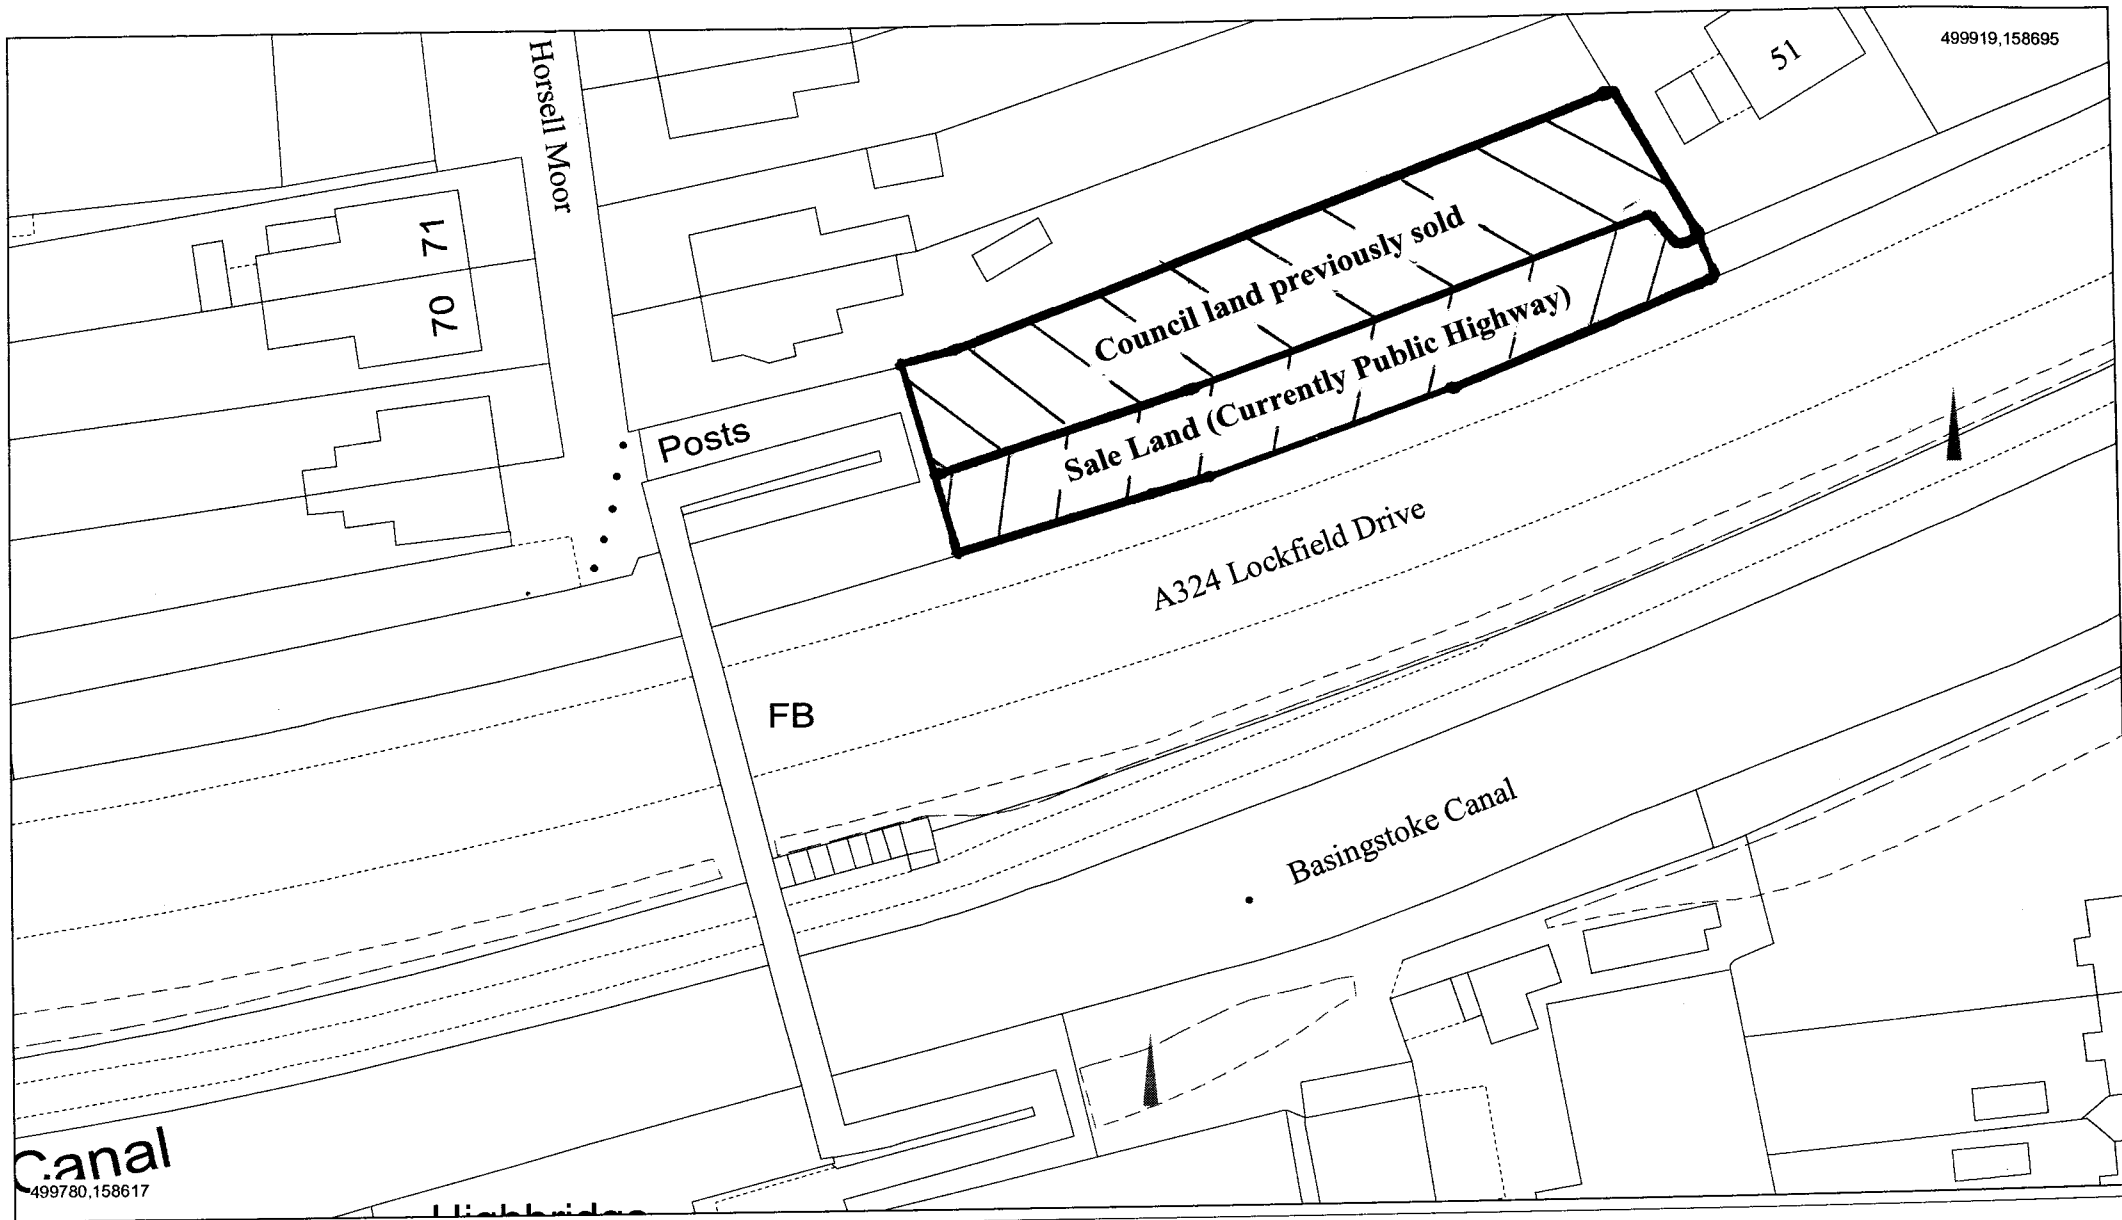 499919,158695
51
Horsell Moor
71
70
Council land previously sold
Sale Land (Currently Public Highway)
Posts
A324 Lockfield Drive
FB
Basingstoke Canal
Canal
499780,158617
Highbridge